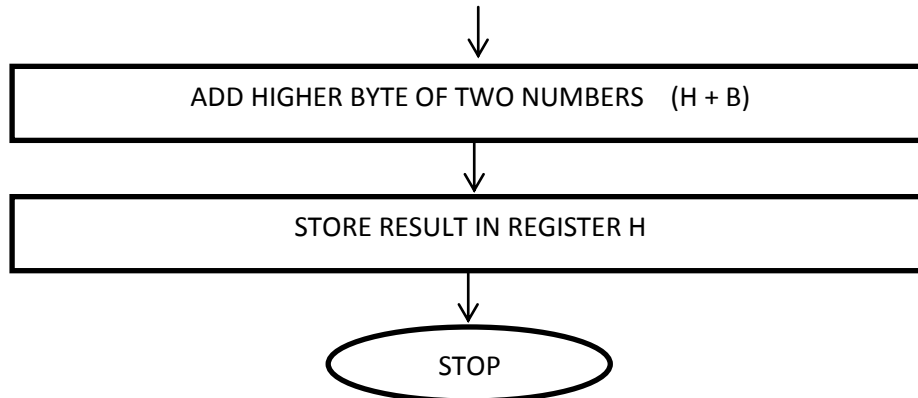 ADD HIGHER BYTE OF TWO NUMBERS (H + B)
STORE RESULT IN REGISTER H
STOP